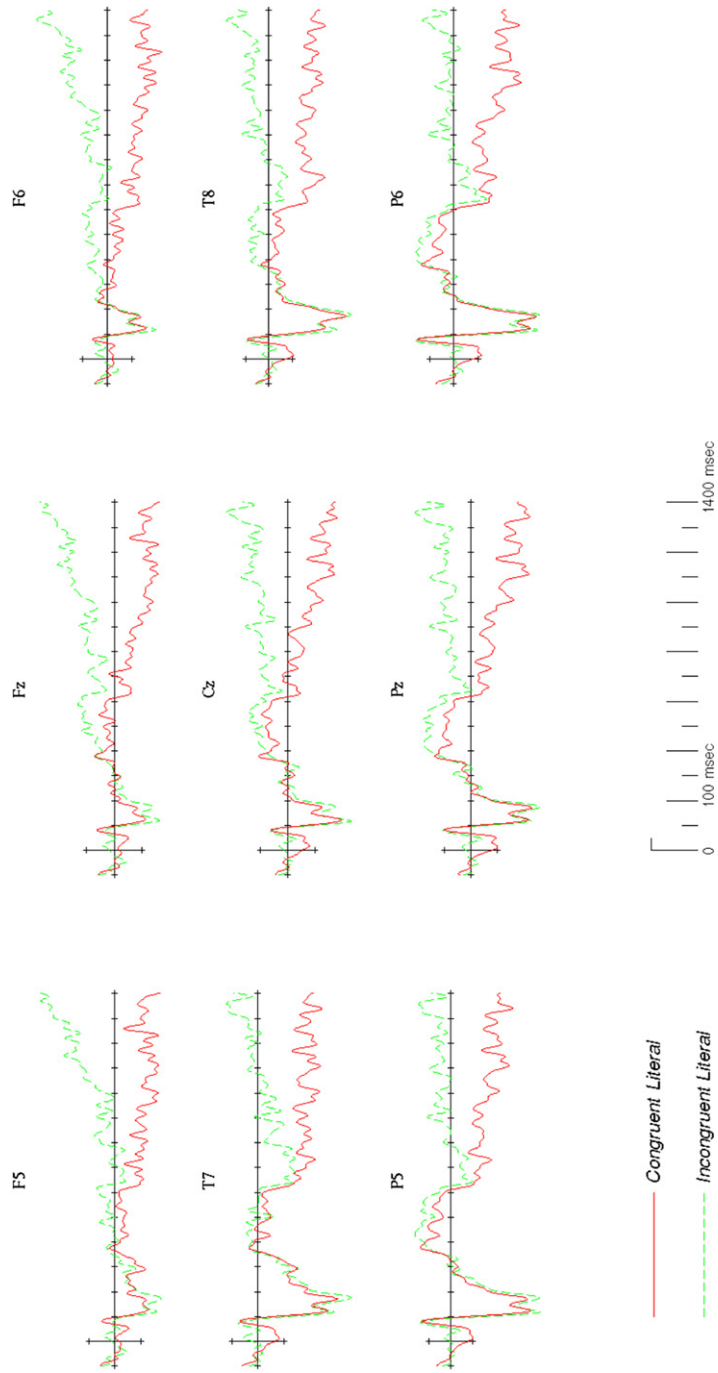 F5
Fz
F6
T7
Cz
T8
P5
Pz
P6
Congruent Literal
Incongruent Literal
0
100 msec
1400 msec